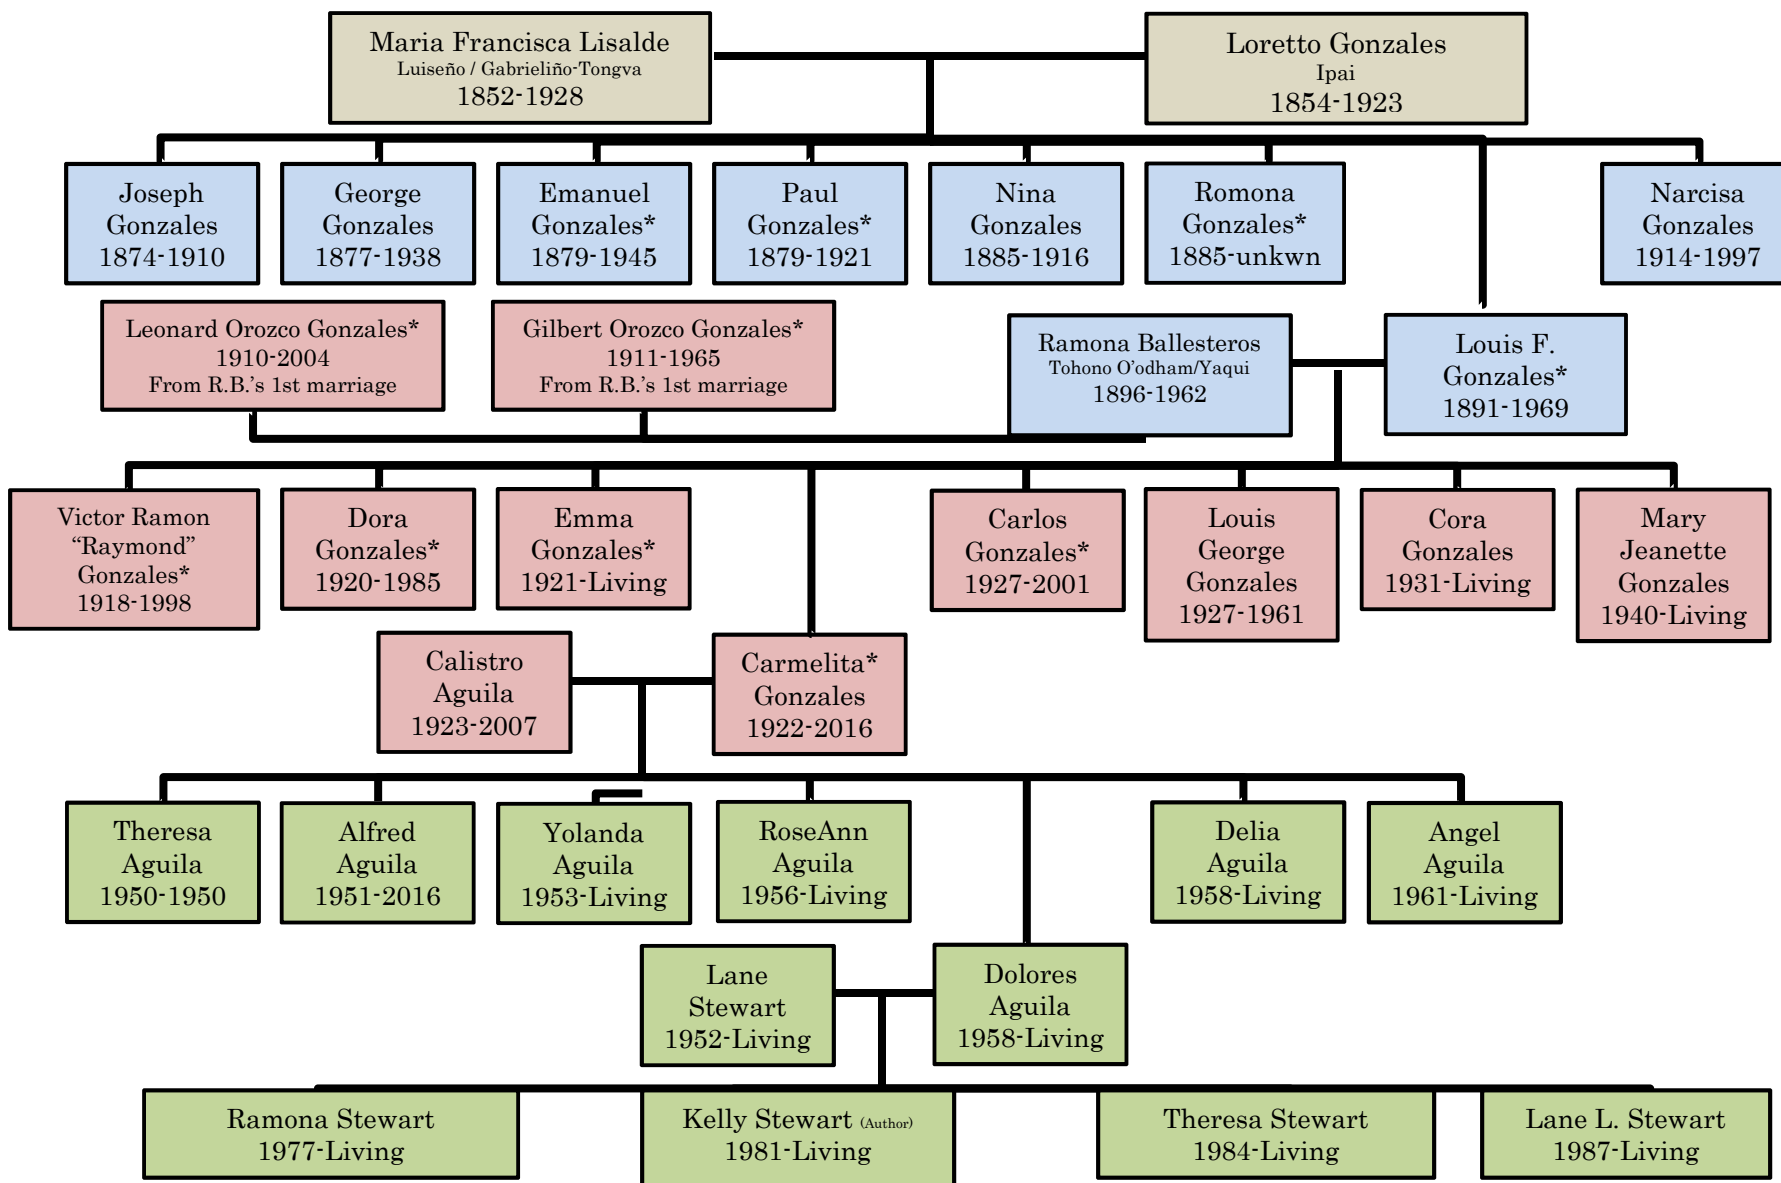 Maria Francisca Lisalde
Luiseño / Gabrieliño-Tongva
1852-1928
Loretto Gonzales
Ipai
1854-1923
Joseph
Gonzales
1874-1910
George
Gonzales
1877-1938
Emanuel
Gonzales*
1879-1945
Paul
Gonzales*
1879-1921
Nina
Gonzales
1885-1916
Romona
Gonzales*
1885-unkwn
Narcisa
Gonzales
1914-1997
Leonard Orozco Gonzales*
1910-2004
From R.B.’s 1st marriage
Gilbert Orozco Gonzales*
1911-1965
From R.B.’s 1st marriage
Ramona Ballesteros
Tohono O’odham/Yaqui
1896-1962
Louis F.
Gonzales*
1891-1969
Victor Ramon
“Raymond”
Gonzales*
1918-1998
Dora
Gonzales*
1920-1985
Emma
Gonzales*
1921-Living
Carlos
Gonzales*
1927-2001
Louis
George
Gonzales
1927-1961
Cora
Gonzales
1931-Living
Mary
Jeanette
Gonzales
1940-Living
Calistro
Aguila
1923-2007
Carmelita*
Gonzales
1922-2016
Theresa
Aguila
1950-1950
Alfred
Aguila
1951-2016
Yolanda
Aguila
1953-Living
RoseAnn
Aguila
1956-Living
Delia
Aguila
1958-Living
Angel
Aguila
1961-Living
Lane
Stewart
1952-Living
Dolores
Aguila
1958-Living
Ramona Stewart
1977-Living
Kelly Stewart (Author)
1981-Living
Theresa Stewart
1984-Living
Lane L. Stewart
1987-Living